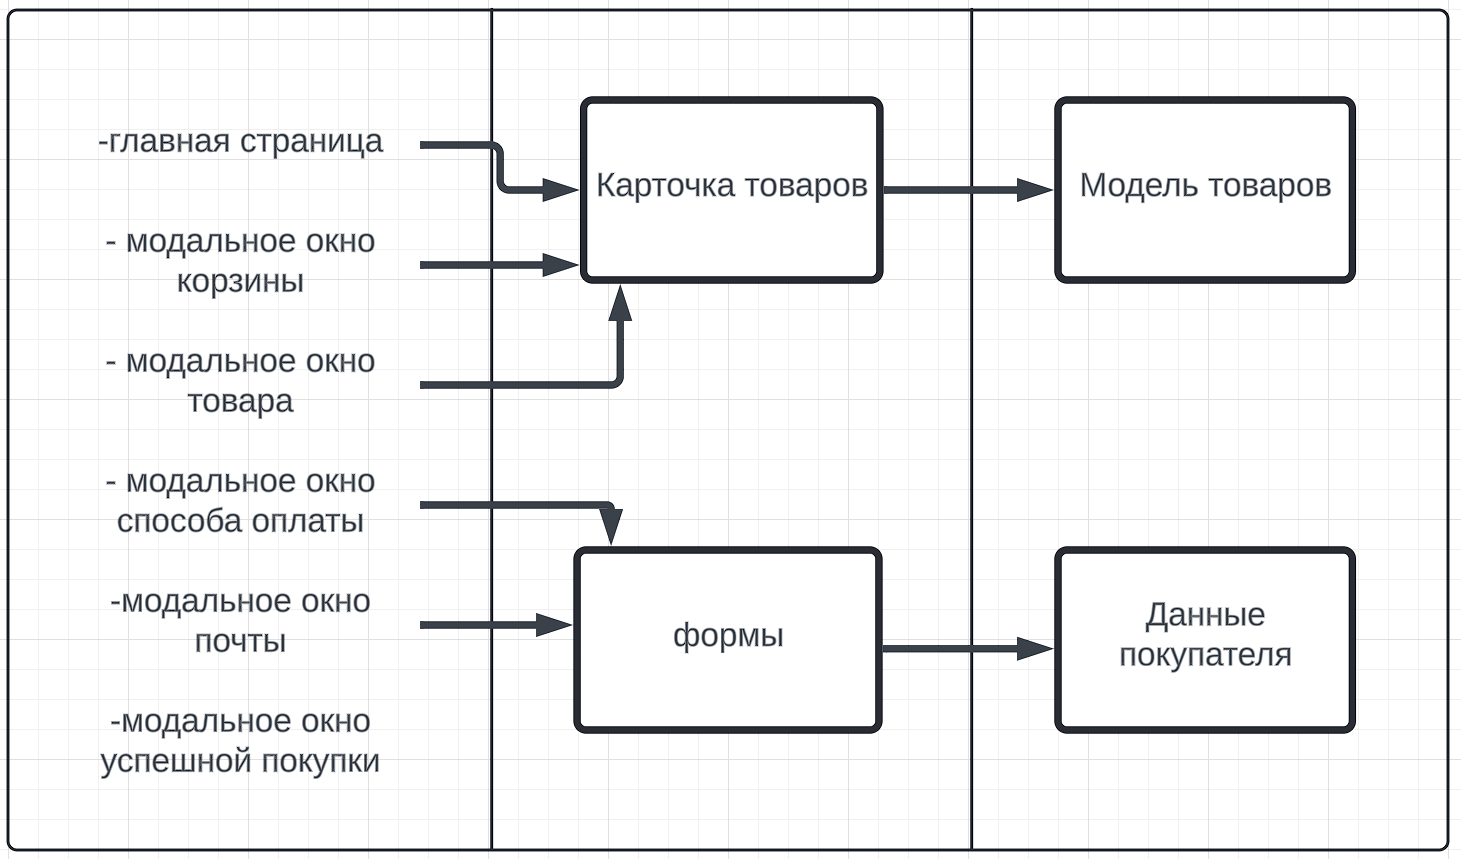 -главная страница
- модальное окно
корзины
- модальное окно
товара
- модальное окно
способа оплаты
-модальное окно
почты
-модальное окно
успешной покупки
Карточка товаров
формы
Модель товаров
Данные
покупателя